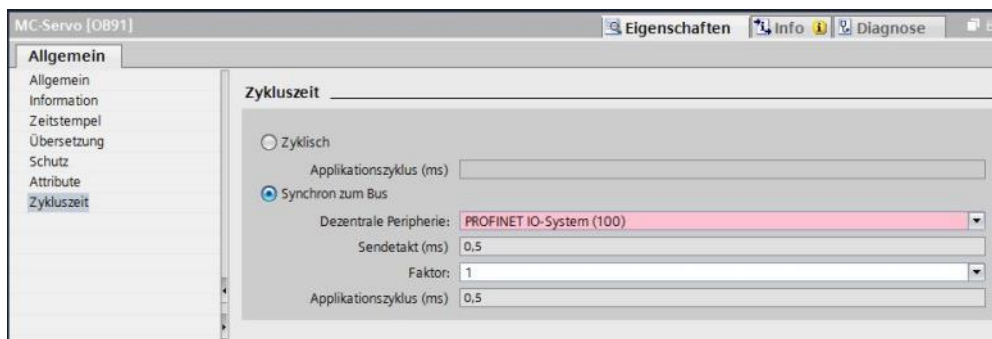 MC-Servo [OB91]
Eigenschaften Info Diagnose
Allgemein
Allgemein
Information
Zeitstempel
Übersetzung
Schutz
Attribute
Zykluszeit
Zykluszeit
Zyklisch
Applikationszyklus (ms)
Synchron zum Bus
Dezentrale Peripherie: PROFINET IO-System (100)
Sendetakt (ms) 0,5
Faktor: 1
Applikationszyklus (ms) 0,5